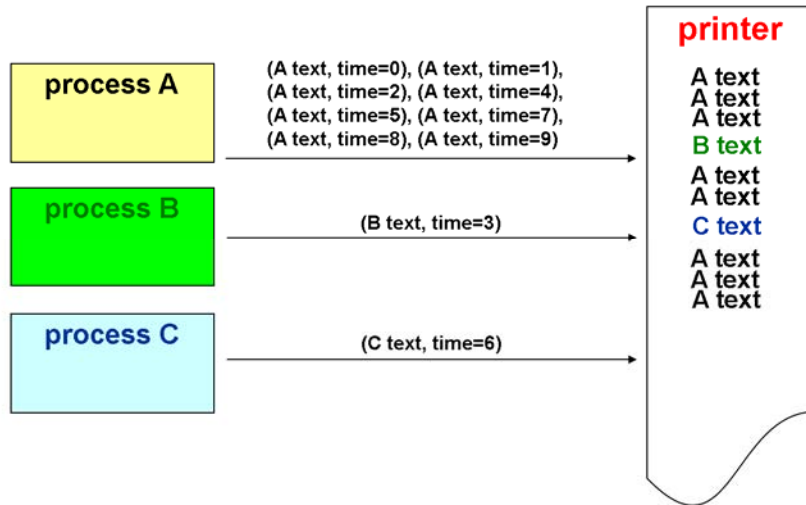 process A
(A text, time=0), (A text, time=1),
(A text, time=2), (A text, time=4),
(A text, time=5), (A text, time=7),
(A text, time=8), (A text, time=9)
process B
(B text, time=3)
process C
(C text, time=6)
printer
A text
A text
A text
B text
A text
A text
C text
A text
A text
A text